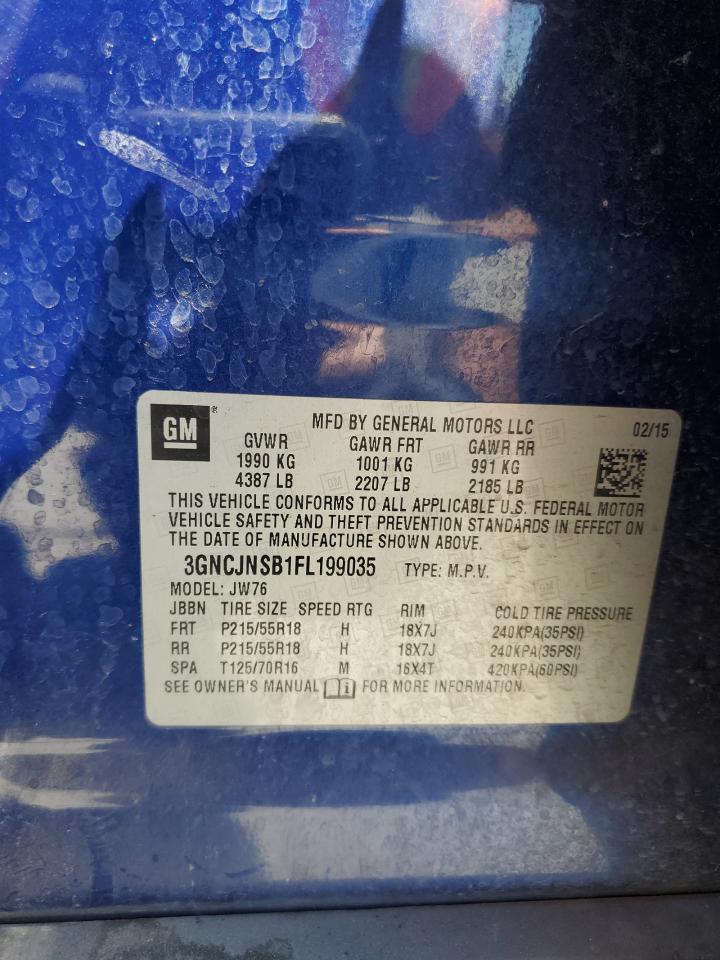 GM®
MFD BY GENERAL MOTORS LLC 02/15
GVWR GAWR FRT GAWR RR
1990 KG 1001 KG 991 KG
4387 LB 2207 LB 2185 LB
THIS VEHICLE CONFORMS TO ALL APPLICABLE U.S. FEDERAL MOTOR
VEHICLE SAFETY AND THEFT PREVENTION STANDARDS IN EFFECT ON
THE DATE OF MANUFACTURE SHOWN ABOVE.
3GNCJNSB1FL199035 TYPE: M.P.V.
MODEL: JW76
JBBN TIRE SIZE SPEED RTG RIM COLD TIRE PRESSURE
FRT P215/55R18 H 18X7J 240KPA(35PSI)
RR P215/55R18 H 18X7J 240KPA(35PSI)
SPA T125/70R16 M 16X4T 420KPA(60PSI)
SEE OWNER'S MANUAL FOR MORE INFORMATION.